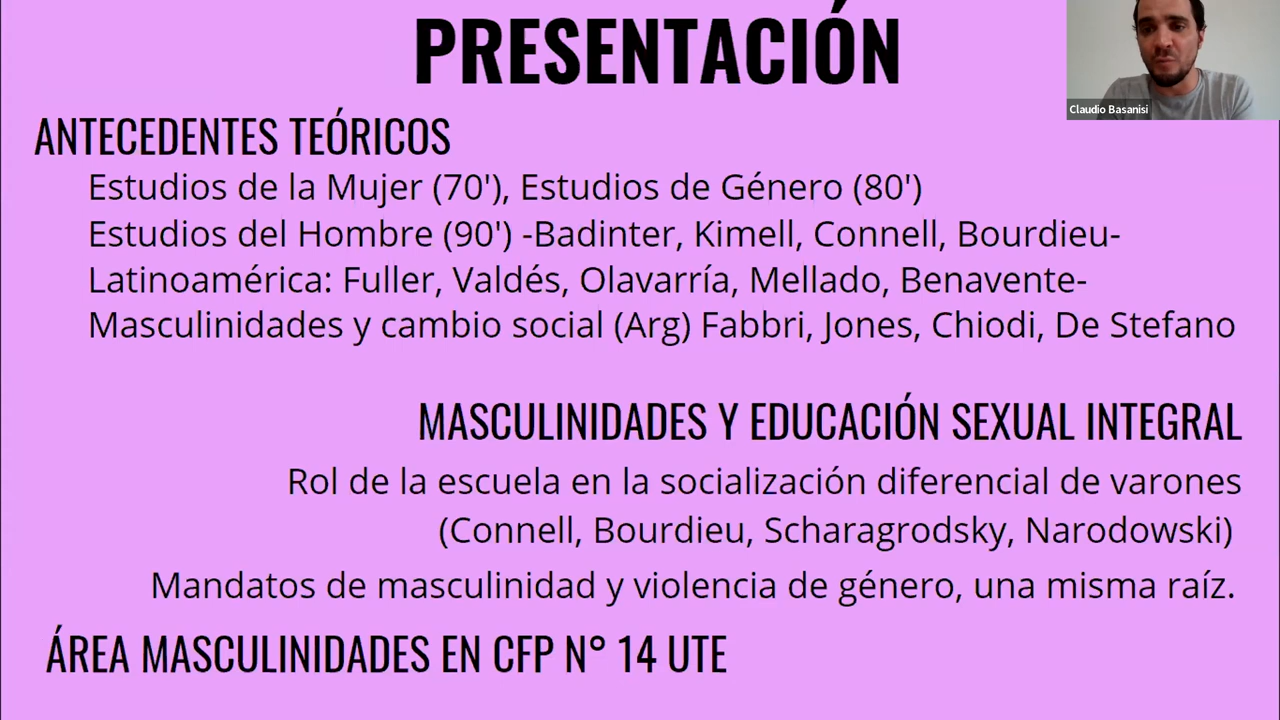 PRESENTACIÓN
Claudio Basanisi
ANTECEDENTES TEÓRICOS
Estudios de la Mujer (70'), Estudios de Género (80')
Estudios del Hombre (90') -Badinter, Kimell, Connell, Bourdieu-
Latinoamérica: Fuller, Valdés, Olavarría, Mellado, Benavente-
Masculinidades y cambio social (Arg) Fabbri, Jones, Chiodi, De Stefano
MASCULINIDADES Y EDUCACIÓN SEXUAL INTEGRAL
Rol de la escuela en la socialización diferencial de varones
(Connell, Bourdieu, Scharagrodsky, Narodowski)
Mandatos de masculinidad y violencia de género, una misma raíz.
ÁREA MASCULINIDADES EN CFP N° 14 UTE